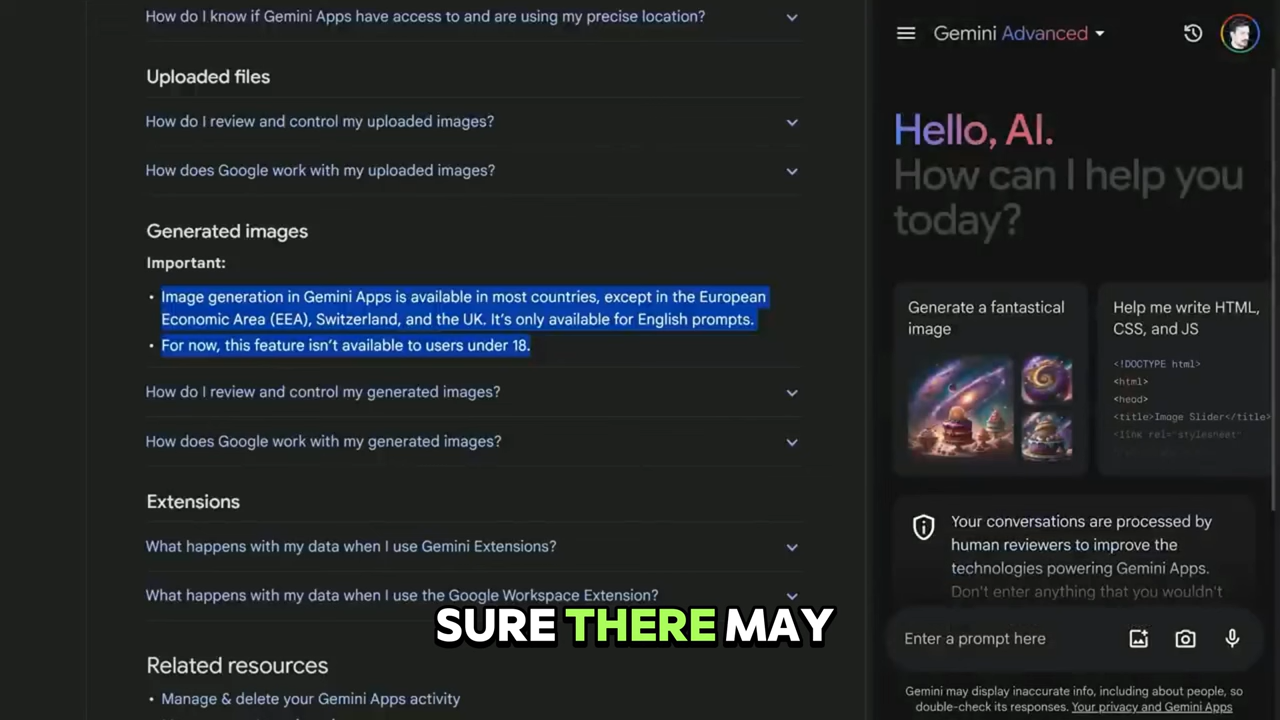 How do I know if Gemini Apps have access to and are using my precise location?
Uploaded files
How do I review and control my uploaded images?
How does Google work with my uploaded images?
Generated images
Important:
• Image generation in Gemini Apps is available in most countries, except in the European
Economic Area (EEA), Switzerland, and the UK. It's only available for English prompts.
• For now, this feature isn't available to users under 18.
How do I review and control my generated images?
How does Google work with my generated images?
Extensions
What happens with my data when I use Gemini Extensions?
What happens with my data when I use the Google Workspace Extension?
Related resources
• Manage & delete your Gemini Apps activity
SURE THERE MAY
Gemini Advanced
Hello, AI.
How can I help you
today?
Generate a fantastical
image
Help me write HTML,
CSS, and JS
<!DOCTYPE html>
<html>
<head>
<title>Image Slider</title>
<link rel="stylesheet"
Your conversations are processed by
human reviewers to improve the
technologies powering Gemini Apps.
Don't enter anything that you wouldn't
Enter a prompt here
Gemini may display inaccurate info, including about people, so
double-check its responses. Your privacy and Gemini Apps